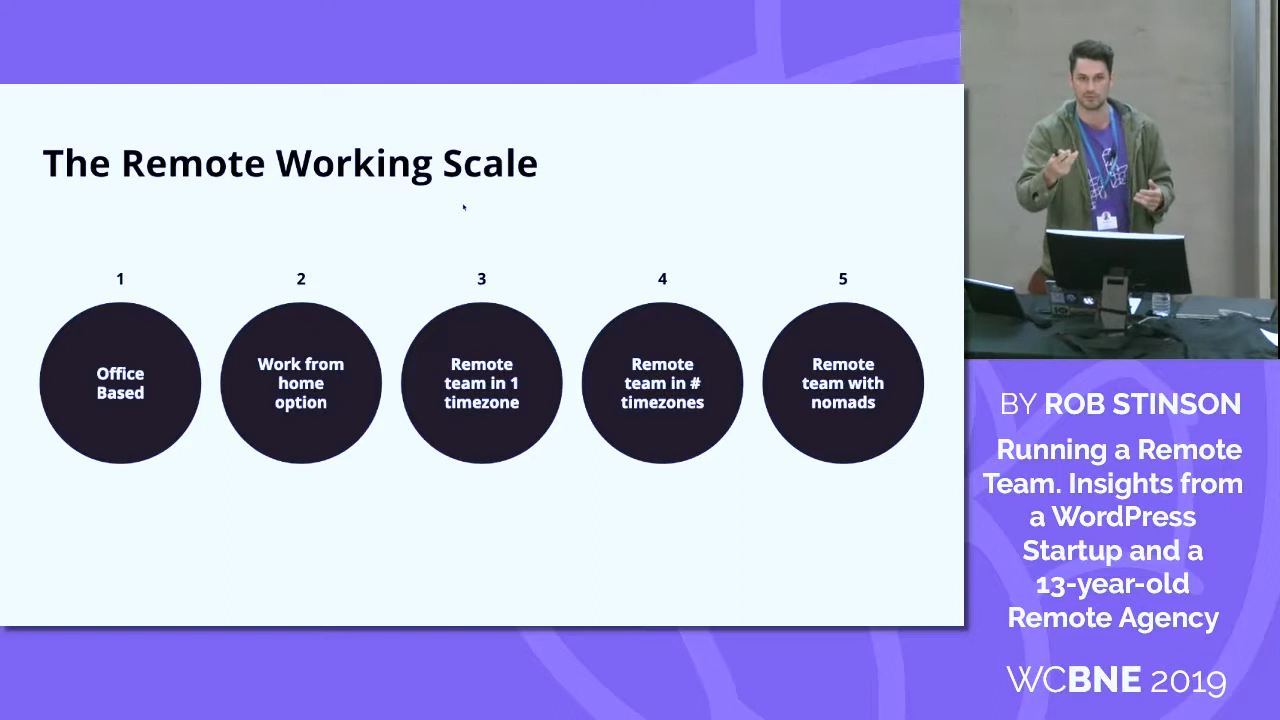 The Remote Working Scale
1
2
3
4
5
Office
Based
Work from
home
option
Remote
team in 1
timezone
Remote
team in #
timezones
Remote
team with
nomads
BY ROB STINSON
Running a Remote
Team. Insights from
a WordPress
Startup and a
13-year-old
Remote Agency
WCBNE 2019